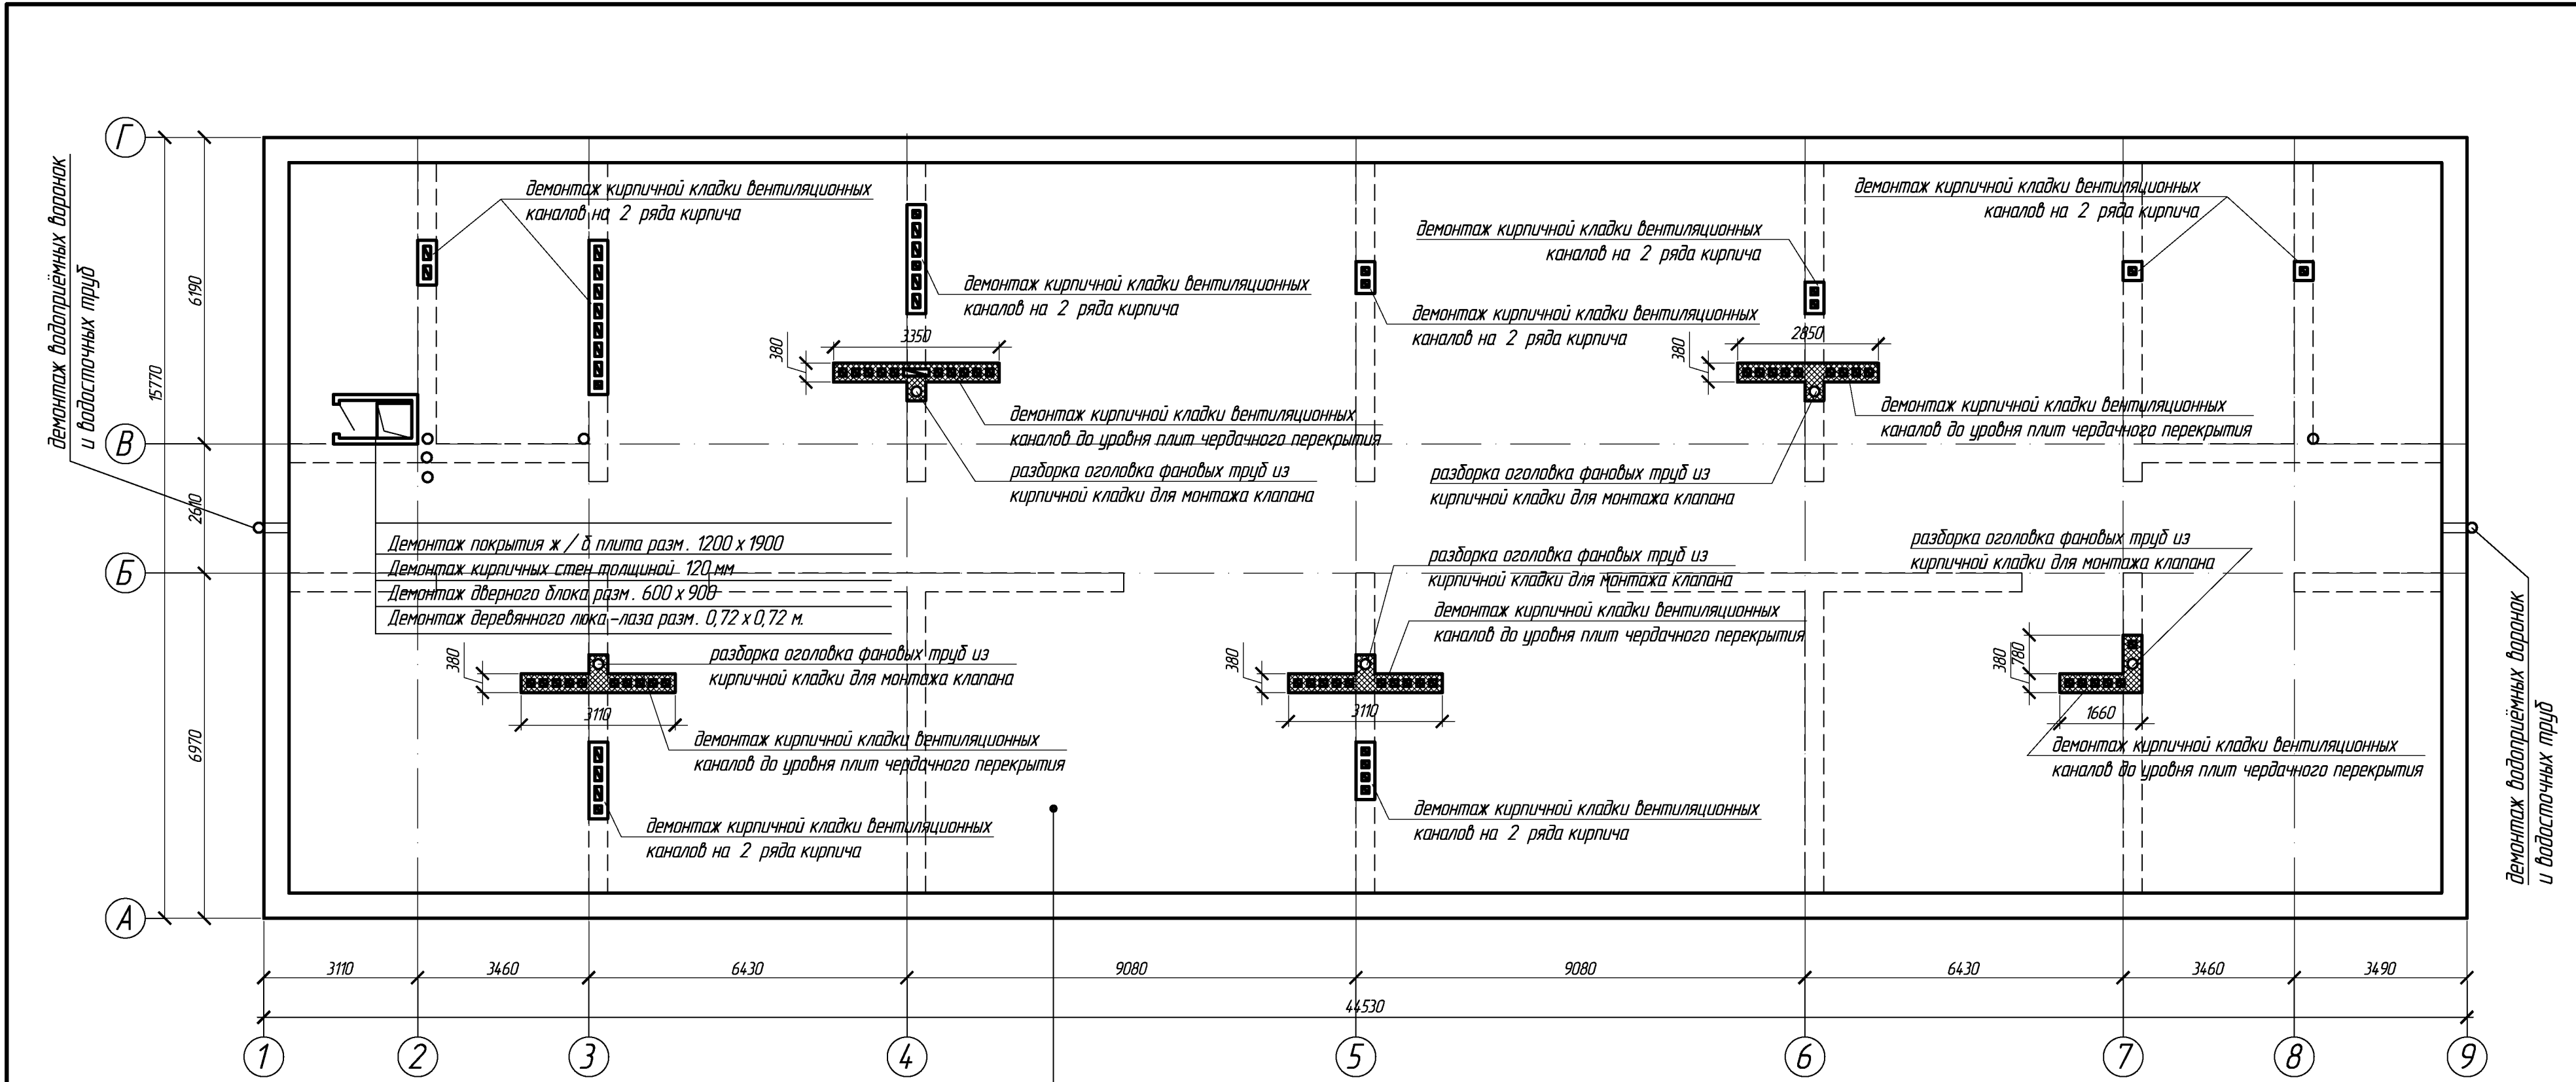 Г
демонтаж водоприёмных воронок
и водосточных труб
демонтаж кирпичной кладки вентиляционных
каналов на 2 ряда кирпича
демонтаж кирпичной кладки вентиляционных
каналов на 2 ряда кирпича
демонтаж кирпичной кладки вентиляционных
каналов на 2 ряда кирпича
демонтаж кирпичной кладки вентиляционных
каналов на 2 ряда кирпича
демонтаж кирпичной кладки вентиляционных
каналов на 2 ряда кирпича
6190
15770
380
3350
380
2850
демонтаж кирпичной кладки вентиляционных
каналов до уровня плит чердачного перекрытия
демонтаж кирпичной кладки вентиляционных
каналов до уровня плит чердачного перекрытия
В
разборка оголовка фановых труб из
кирпичной кладки для монтажа клапана
разборка оголовка фановых труб из
кирпичной кладки для монтажа клапана
2610
Демонтаж покрытия ж / б плита разм. 1200 х 1900
Демонтаж кирпичных стен толщиной 120 мм
Демонтаж дверного блока разм. 600 х 900
Демонтаж деревянного люка -лаза разм. 0,72 х 0,72 м.
разборка оголовка фановых труб из
кирпичной кладки для монтажа клапана
разборка оголовка фановых труб из
кирпичной кладки для монтажа клапана
Б
демонтаж кирпичной кладки вентиляционных
каналов до уровня плит чердачного перекрытия
разборка оголовка фановых труб из
кирпичной кладки для монтажа клапана
380
380
380
780
6970
3110
3110
1660
демонтаж кирпичной кладки вентиляционных
каналов до уровня плит чердачного перекрытия
демонтаж кирпичной кладки вентиляционных
каналов до уровня плит чердачного перекрытия
демонтаж кирпичной кладки вентиляционных
каналов на 2 ряда кирпича
демонтаж кирпичной кладки вентиляционных
каналов на 2 ряда кирпича
демонтаж водоприёмных воронок
и водосточных труб
А
3110
3460
6430
9080
9080
6430
3460
3490
44530
1
2
3
4
5
6
7
8
9